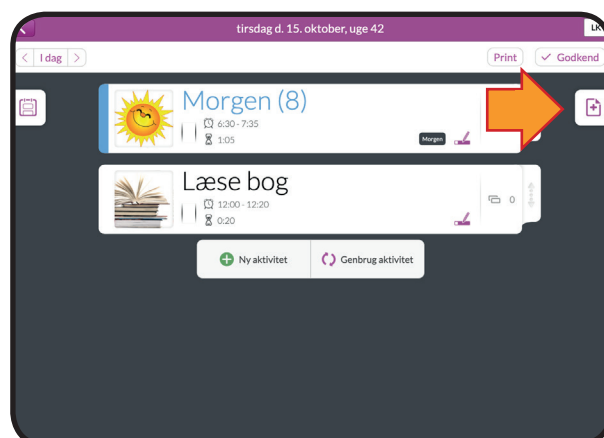 tirsdag d. 15. oktober, uge 42
LK
I dag
Print
Godkend
Morgen (8)
6:30 - 7:35
1:05
Morgen
Læse bog
12:00 - 12:20
0:20
0
Ny aktivitet
Genbrug aktivitet